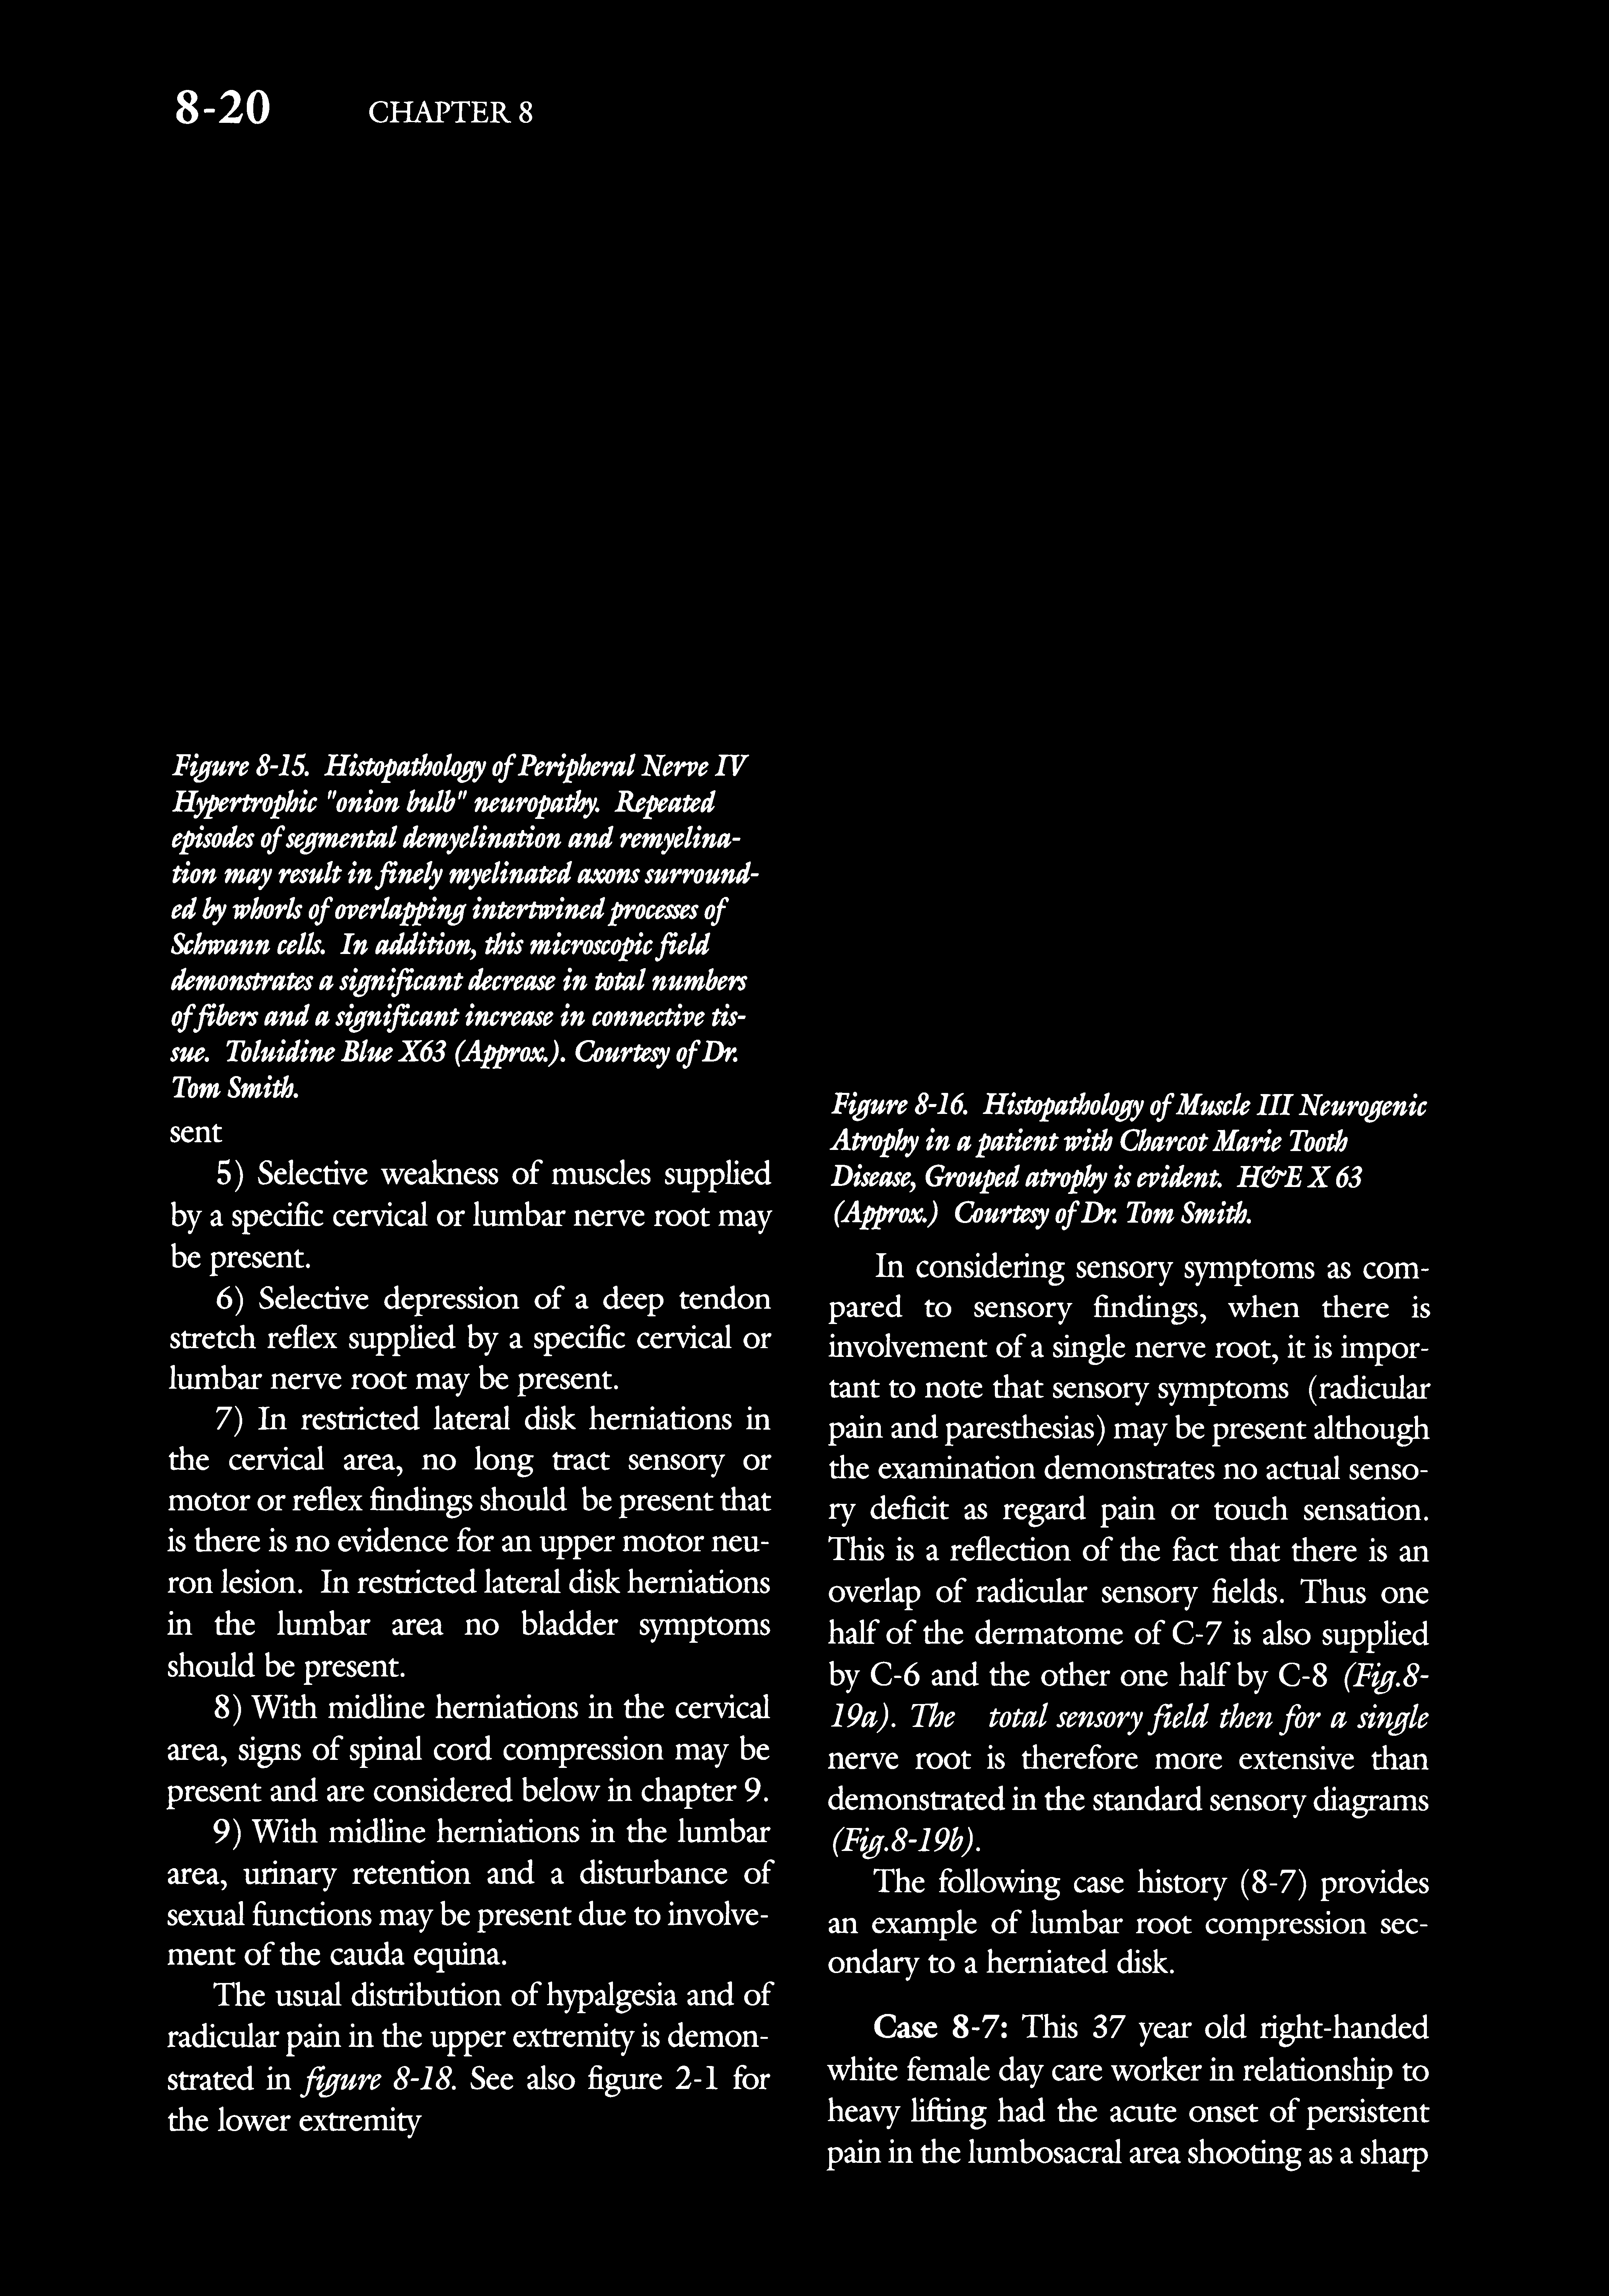 8-20 CHAPTER 8
Figure 8-15. Histopathology of Peripheral Nerve IV
Hypertrophic "onion bulb" neuropathy. Repeated
episodes of segmental demyelination and remyelina-
tion may result in finely myelinated axons surround-
ed by whorls of overlapping intertwined processes of
Schwann cells. In addition, this microscopic field
demonstrates a significant decrease in total numbers
of fibers and a significant increase in connective tis-
sue. Toluidine Blue X63 (Approx.). Courtesy of Dr.
Tom Smith.
sent
5) Selective weakness of muscles supplied
by a specific cervical or lumbar nerve root may
be present.
6) Selective depression of a deep tendon
stretch reflex supplied by a specific cervical or
lumbar nerve root may be present.
7) In restricted lateral disk herniations in
the cervical area, no long tract sensory or
motor or reflex findings should be present that
is there is no evidence for an upper motor neu-
ron lesion. In restricted lateral disk herniations
in the lumbar area no bladder symptoms
should be present.
8) With midline herniations in the cervical
area, signs of spinal cord compression may be
present and are considered below in chapter 9.
9) With midline herniations in the lumbar
area, urinary retention and a disturbance of
sexual functions may be present due to involve-
ment of the cauda equina.
The usual distribution of hypalgesia and of
radicular pain in the upper extremity is demon-
strated in figure 8-18. See also figure 2-1 for
the lower extremity
Figure 8-16. Histopathology of Muscle III Neurogenic
Atrophy in a patient with Charcot Marie Tooth
Disease, Grouped atrophy is evident. H&E X 63
(Approx.) Courtesy of Dr. Tom Smith.
In considering sensory symptoms as com-
pared to sensory findings, when there is
involvement of a single nerve root, it is impor-
tant to note that sensory symptoms (radicular
pain and paresthesias) may be present although
the examination demonstrates no actual senso-
ry deficit as regard pain or touch sensation.
This is a reflection of the fact that there is an
overlap of radicular sensory fields. Thus one
half of the dermatome of C-7 is also supplied
by C-6 and the other one half by C-8 (Fig.8-
19a). The total sensory field then for a single
nerve root is therefore more extensive than
demonstrated in the standard sensory diagrams
(Fig.8-19b).
The following case history (8-7) provides
an example of lumbar root compression sec-
ondary to a herniated disk.
Case 8-7: This 37 year old right-handed
white female day care worker in relationship to
heavy lifting had the acute onset of persistent
pain in the lumbosacral area shooting as a sharp